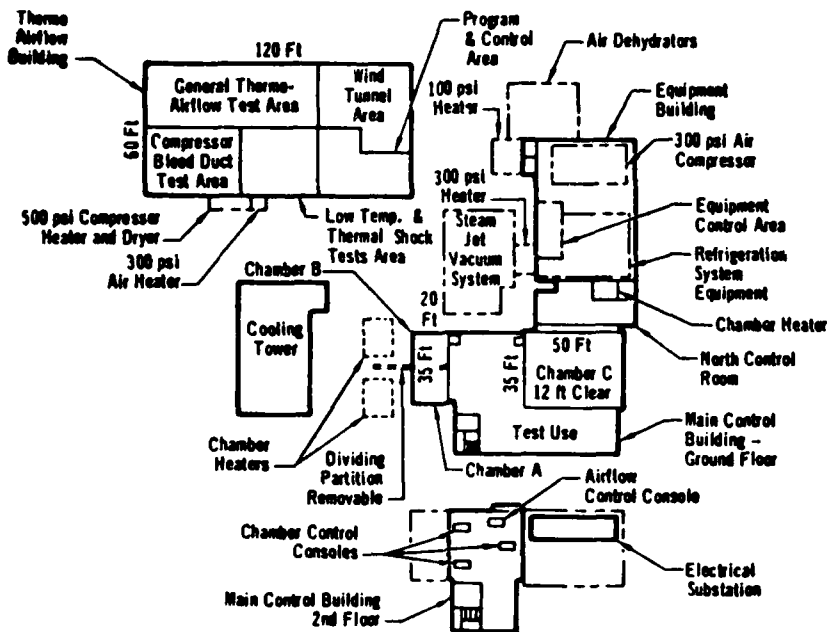 Thermo
Airflow
Building
120 Ft
60 Ft
General Thermo-
Airflow Test Area
Wind
Tunnel
Area
Compressor
Bleed Duct
Test Area
Program
& Control
Area
500 psi Compressor
Heater and Dryer
300 psi
Air Heater
Low Temp. &
Thermal Shock
Tests Area
Air Dehydrators
100 psi
Heater
Equipment
Building
300 psi Air
Compressor
300 psi
Heater
Steam
Jet
Vacuum
System
Equipment
Control Area
Refrigeration
System
Equipment
Chamber Heater
North Control
Room
Chamber B
20
Ft
35 Ft
Cooling
Tower
50 Ft
35 Ft
Chamber C
12 ft Clear
Test Use
Main Control
Building -
Ground Floor
Chamber
Heaters
Dividing
Partition
Removable
Chamber A
Airflow
Control Console
Chamber Control
Consoles
Electrical
Substation
Main Control Building
2nd Floor